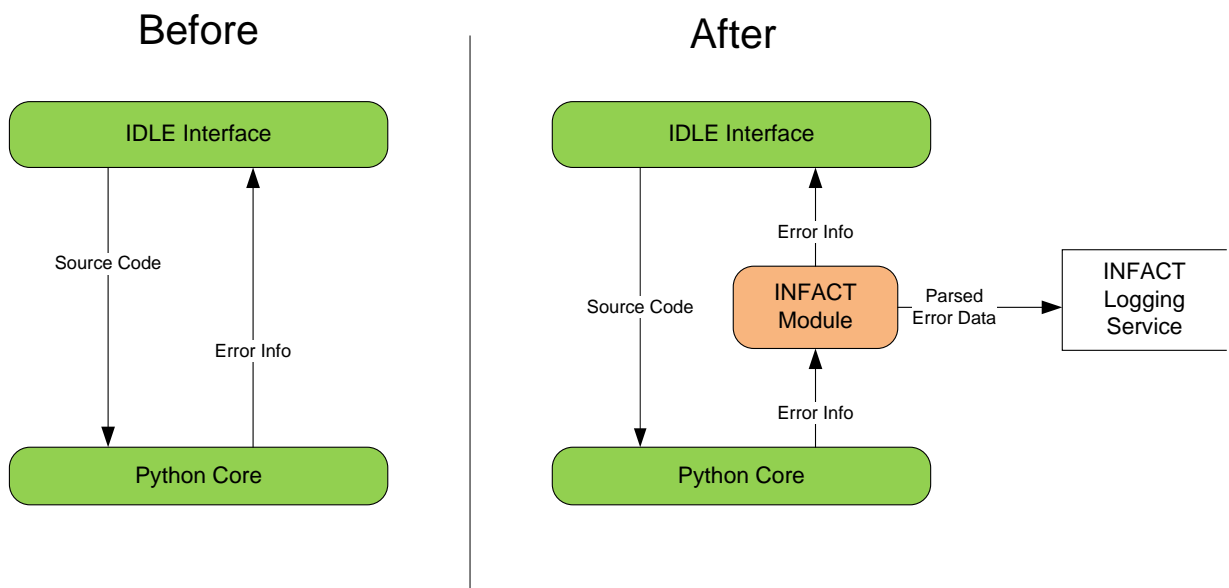 Before
IDLE Interface
Source Code
Error Info
Python Core
After
IDLE Interface
Error Info
Source Code
INFACT
Module
Parsed
Error Data
INFACT
Logging
Service
Error Info
Python Core